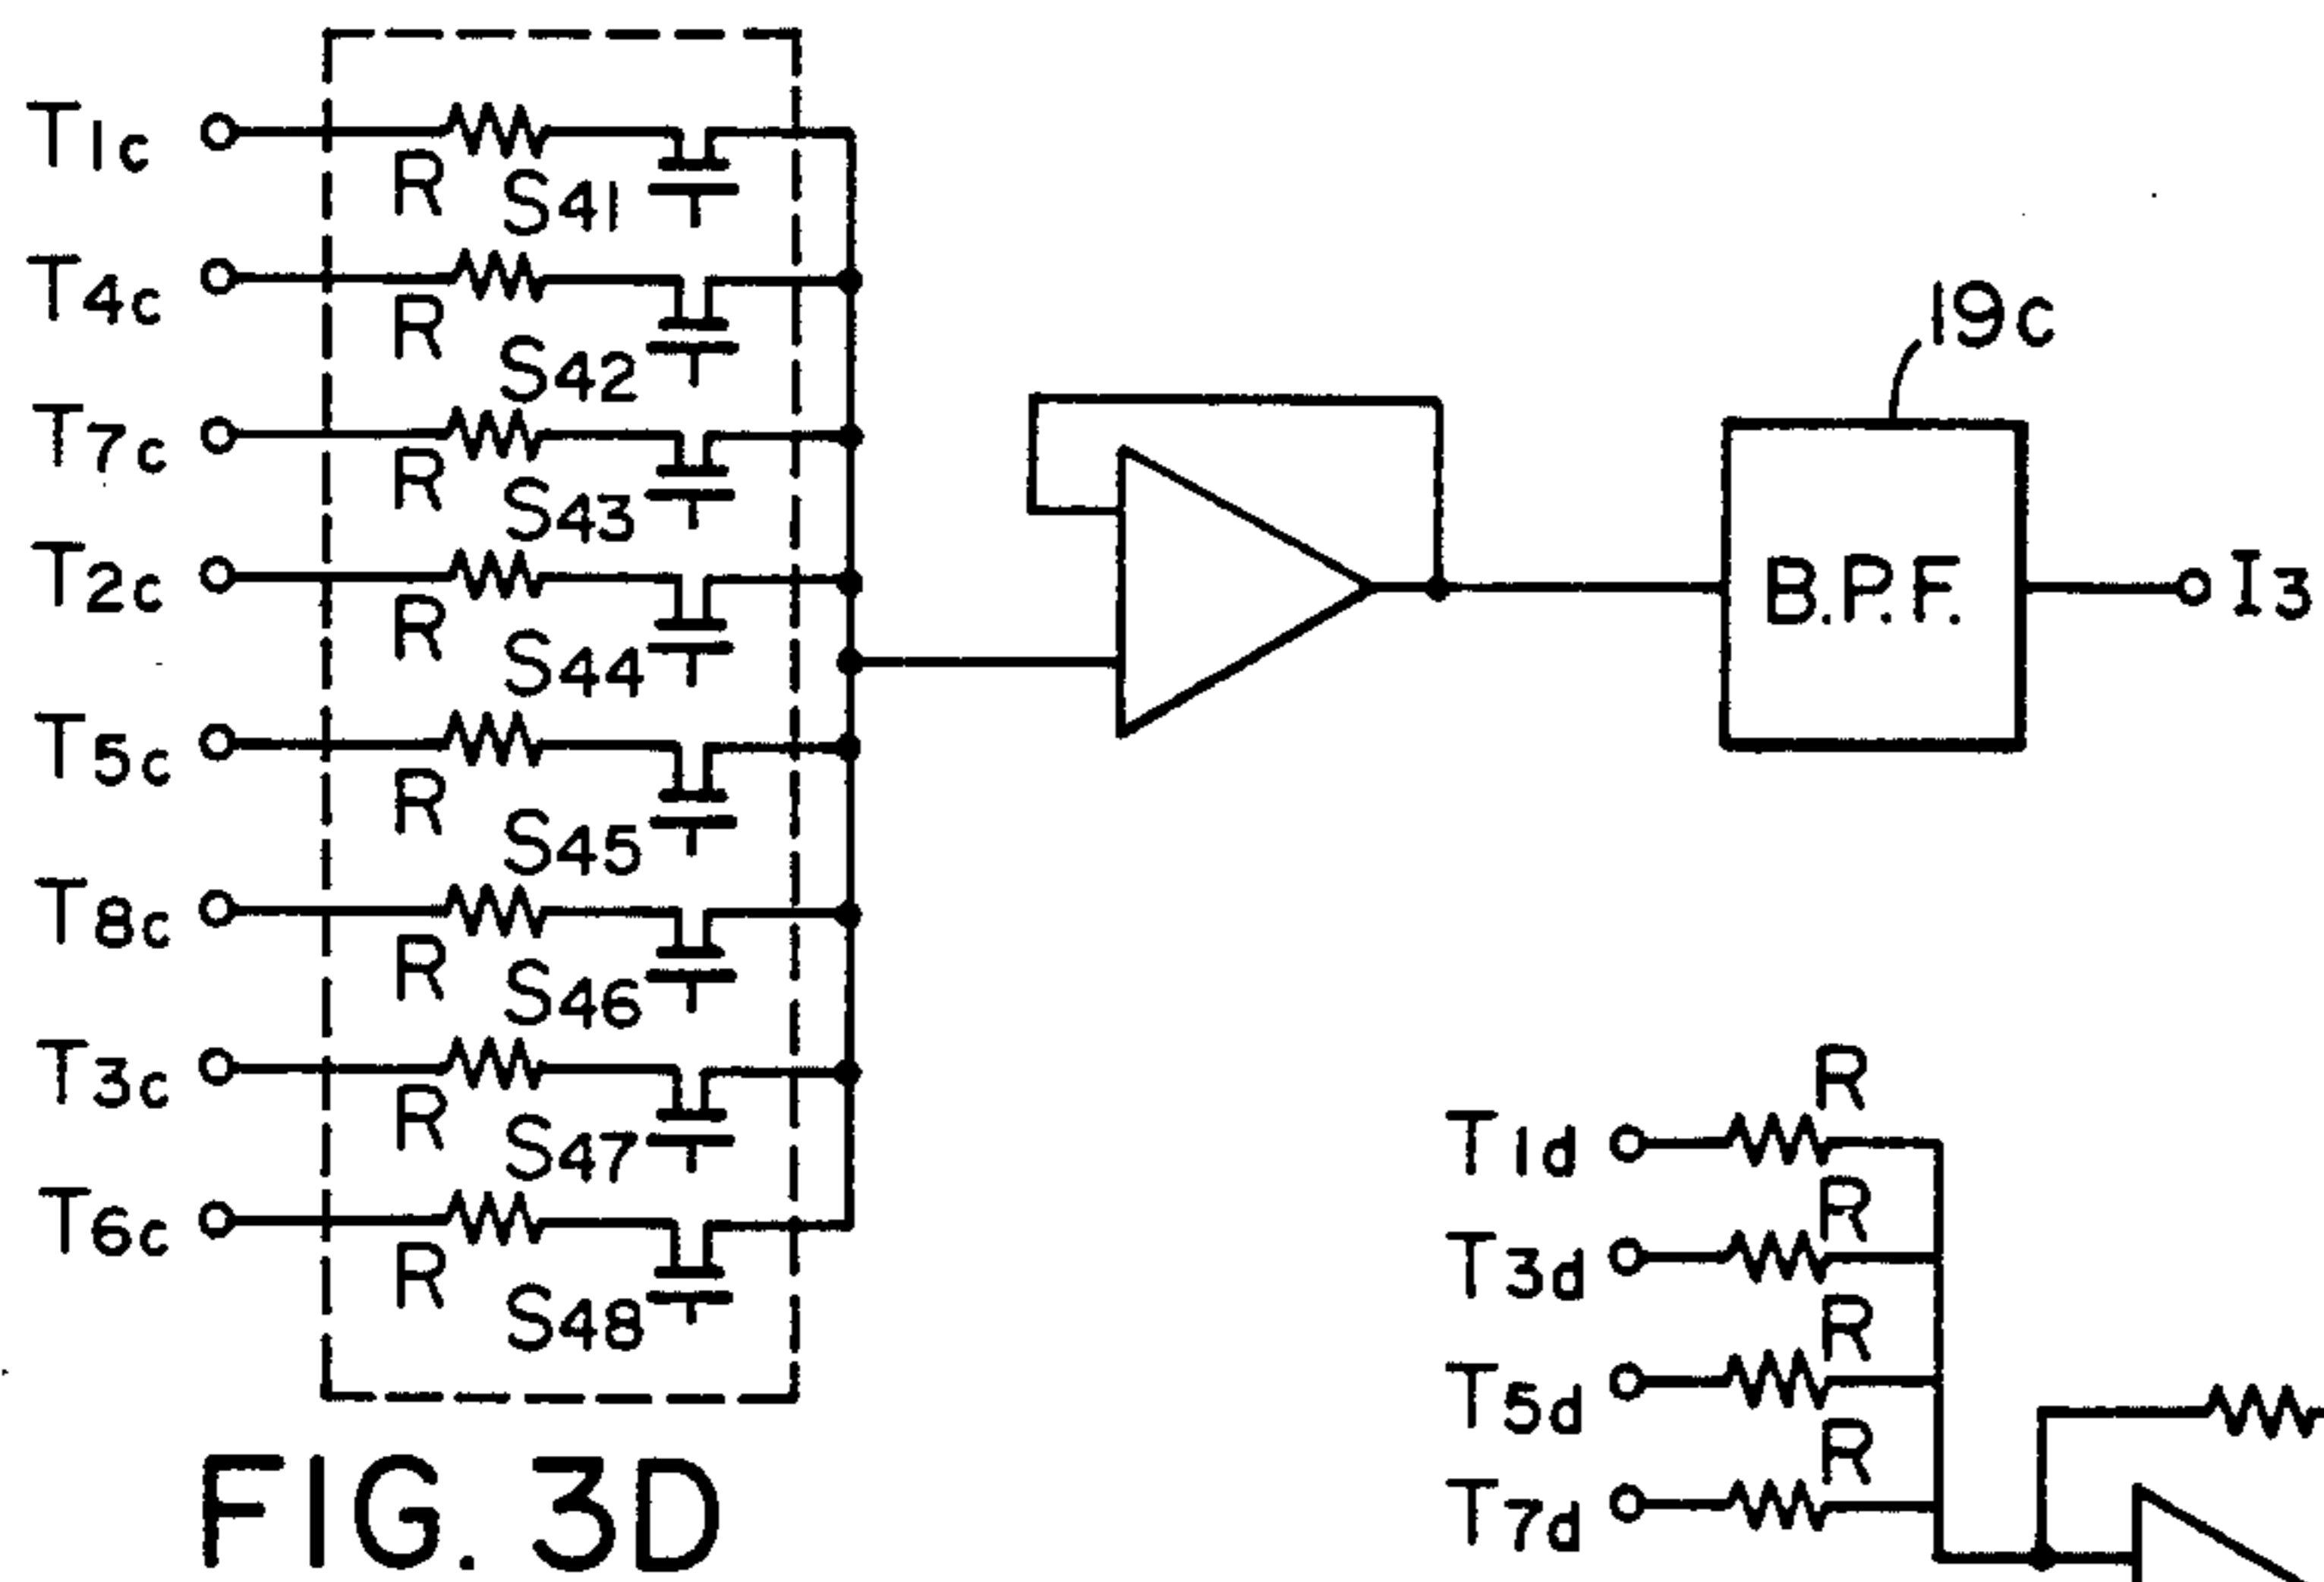 T1c
R
S41
T4c
R
S42
T7c
R
S43
T2c
R
S44
T5c
R
S45
T8c
R
S46
T3c
R
S47
T6c
R
S48
19c
B.P.F.
I3
FIG. 3D
R
T1d
R
T3d
R
T5d
R
T7d